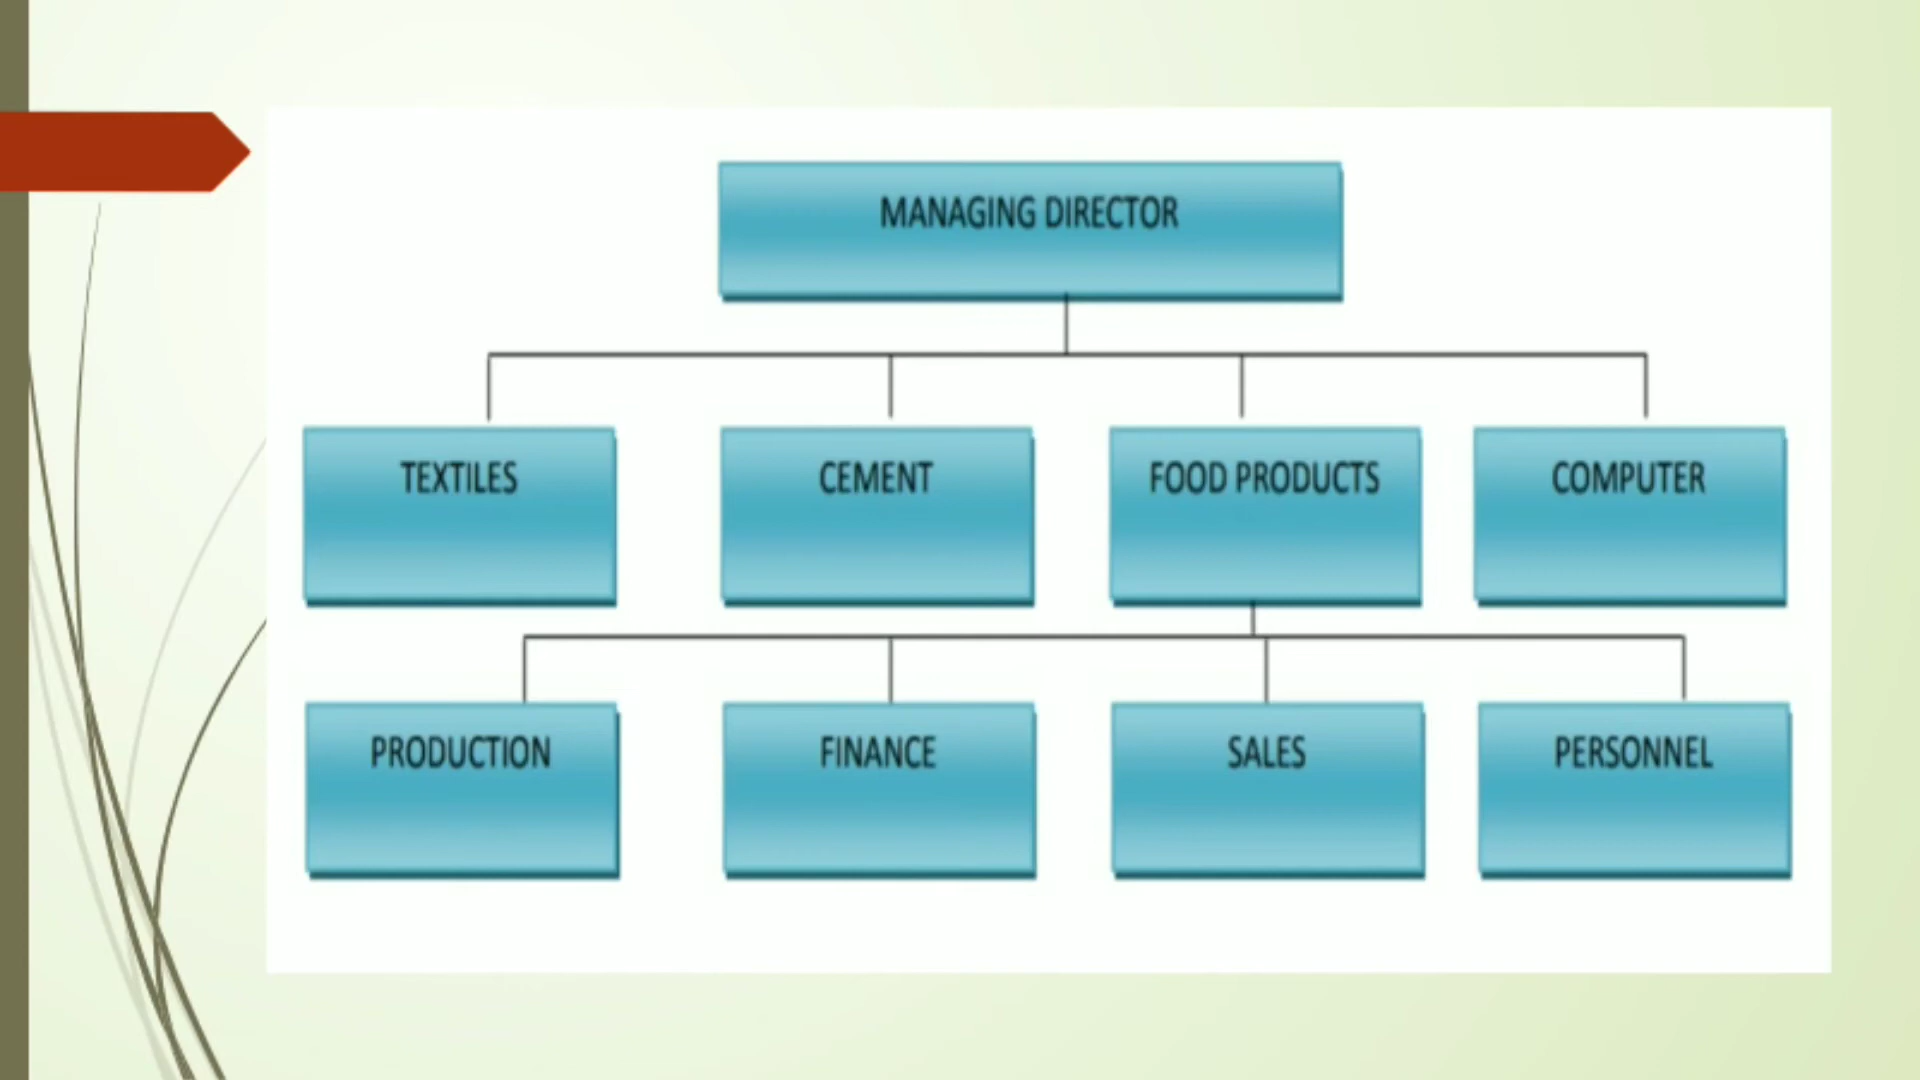 MANAGING DIRECTOR
TEXTILES
CEMENT
FOOD PRODUCTS
COMPUTER
PRODUCTION
FINANCE
SALES
PERSONNEL